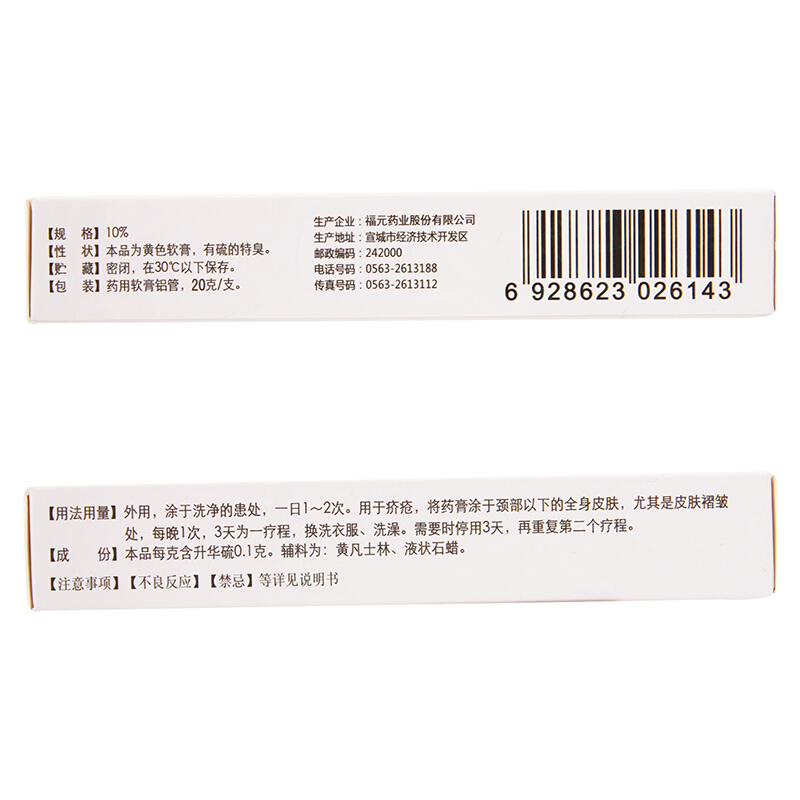 【规 格】10%
【性 状】本品为黄色软膏，有硫的特臭。
【贮 藏】密闭，在30℃以下保存。
【包 装】药用软膏铝管，20克/支。
生产企业：福元药业股份有限公司
生产地址：宣城市经济技术开发区
邮政编码：242000
电话号码：0563-2613188
传真号码：0563-2613112
6 928623 026143
【用法用量】外用，涂于洗净的患处，一日1～2次。用于疥疮，将药膏涂于颈部以下的全身皮肤，尤其是皮肤褶皱
处，每晚1次，3天为一疗程，换洗衣服、洗澡。需要时停用3天，再重复第二个疗程。
【成 份】本品每克含升华硫0.1克。辅料为：黄凡士林、液状石蜡。
【注意事项】【不良反应】【禁忌】等详见说明书